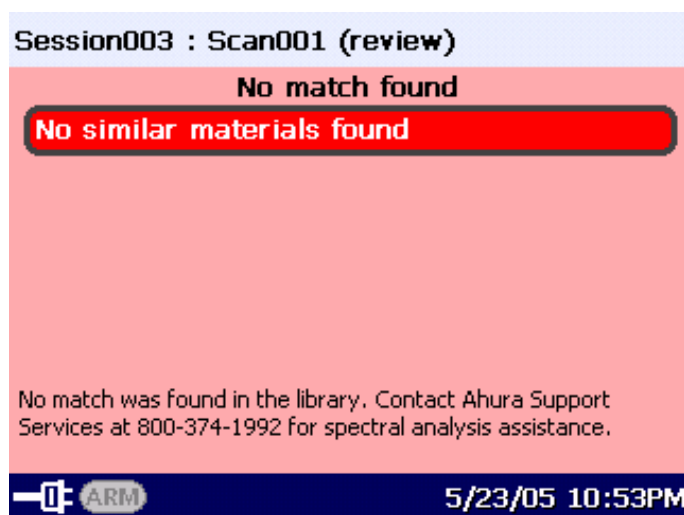 Session003 : Scan001 (review)
No match found
No similar materials found
No match was found in the library. Contact Ahura Support
Services at 800-374-1992 for spectral analysis assistance.
ARM 5/23/05 10:53PM